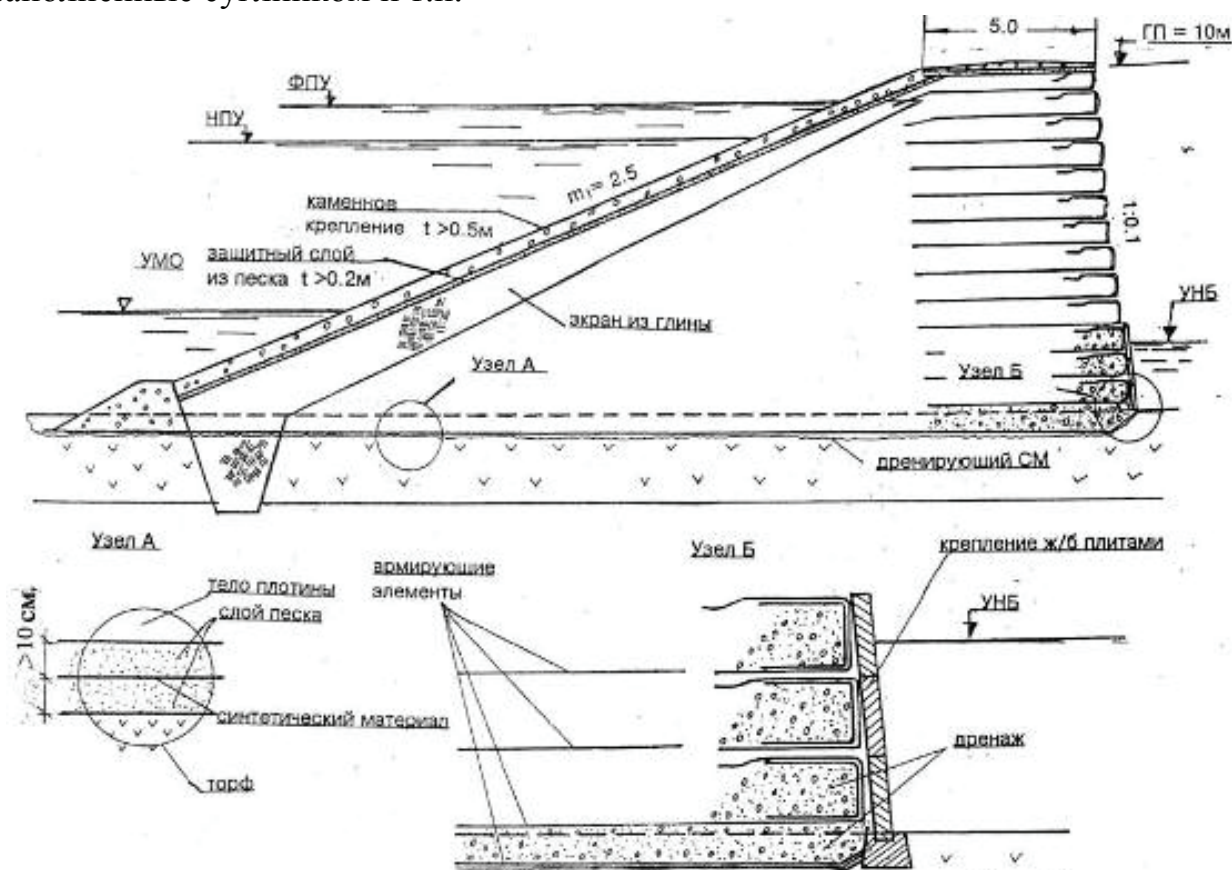 5.0
ГП = 10м
ФПУ
НПУ
m₁ = 2.5
каменное
крепление t >0.5м
защитный слой
из песка t >0.2м
УМО
экран из глины
1:0.1
УНБ
Узел А
Узел Б
дренирующий СМ
Узел А
Узел Б
крепление ж/б плитами
армирующие
элементы
УНБ
тело плотины
слой песка
>10 см,
синтетический материал
дренаж
торф